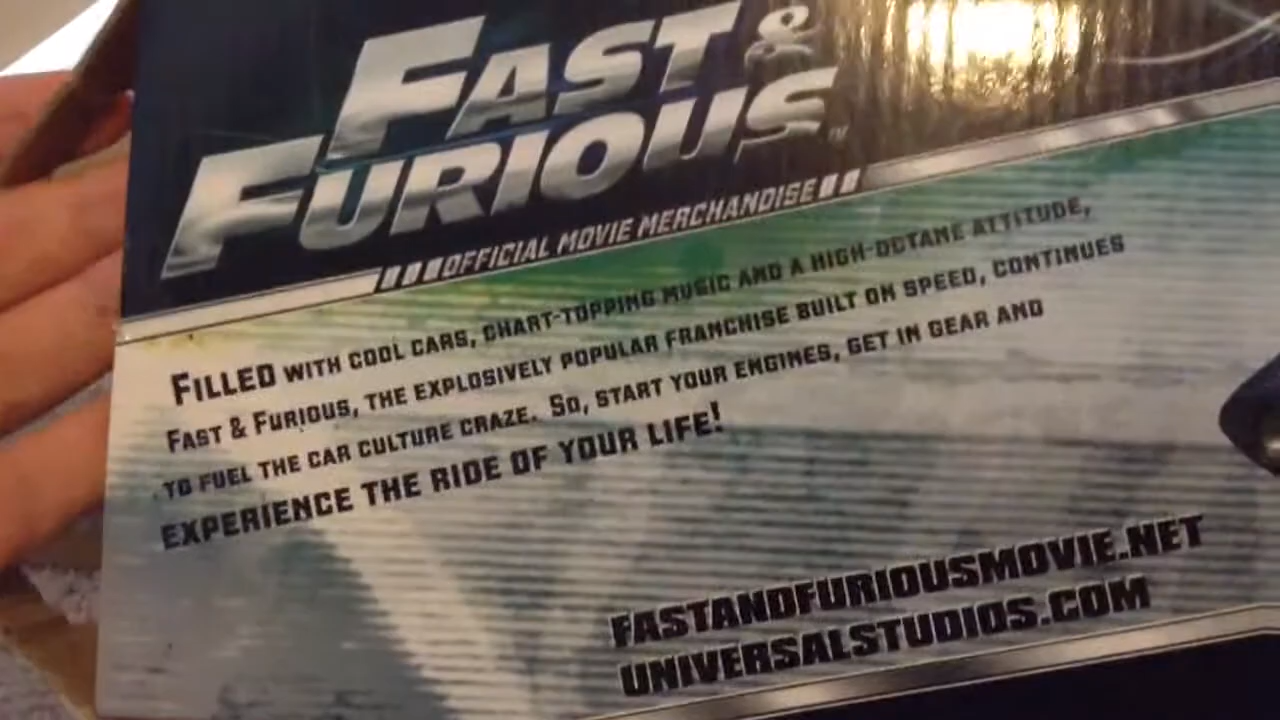 FAST &
FURIOUS™
OFFICIAL MOVIE MERCHANDISE
FILLED WITH COOL CARS, CHART-TOPPING MUSIC AND A HIGH-OCTANE ATTITUDE,
FAST & FURIOUS, THE EXPLOSIVELY POPULAR FRANCHISE BUILT ON SPEED, CONTINUES
TO FUEL THE CAR CULTURE CRAZE. SO, START YOUR ENGINES, GET IN GEAR AND
EXPERIENCE THE RIDE OF YOUR LIFE!
FASTANDFURIOUSMOVIE.NET
UNIVERSALSTUDIOS.COM